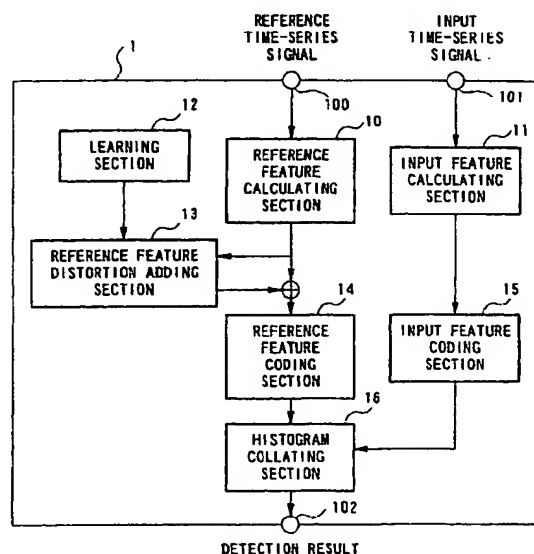 REFERENCE
TIME-SERIES
SIGNAL
INPUT
TIME-SERIES
SIGNAL
1
100
101
12
LEARNING
SECTION
10
REFERENCE
FEATURE
CALCULATING
SECTION
11
INPUT FEATURE
CALCULATING
SECTION
13
REFERENCE FEATURE
DISTORTION ADDING
SECTION
14
REFERENCE
FEATURE
CODING
SECTION
15
INPUT FEATURE
CODING
SECTION
16
HISTOGRAM
COLLATING
SECTION
102
DETECTION RESULT